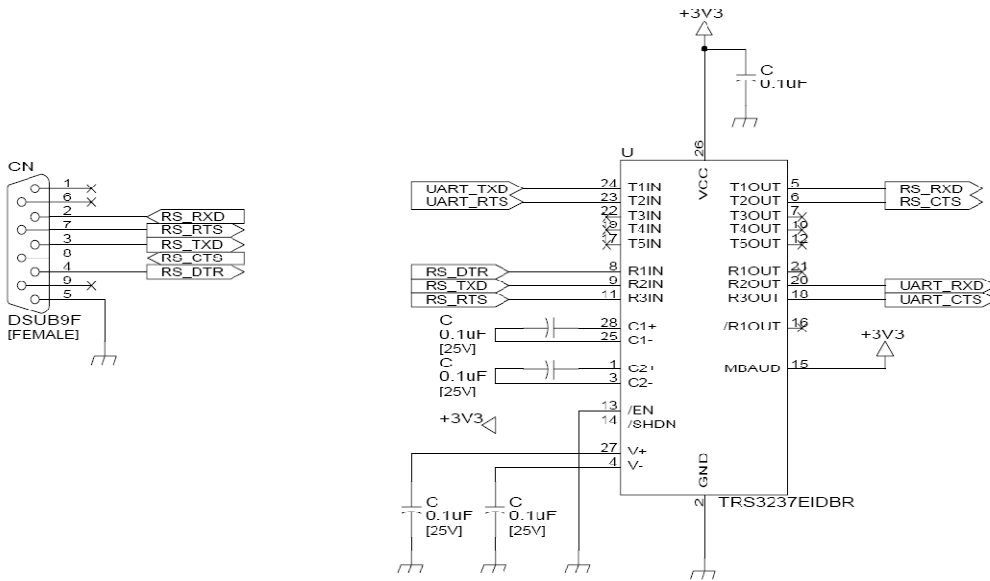 +3V3
C
0.1uF
26
VCC
CN
1
6
2 RS_RXD
7 RS_RTS
3 RS_TXD
8 RS_CTS
4 RS_DTR
9
5
DSUB9F
[FEMALE]
U
UART_TXD 24 T1IN T1OUT 5 RS_RXD
UART_RTS 23 T2IN T2OUT 6 RS_CTS
22 T3IN T3OUT 7
T4IN T4OUT 10
17 T5IN T5OUT 12
RS_DTR 8 R1IN R1OUT 21
RS_TXD 9 R2IN R2OUT 20 UART_RXD
RS_RTS 11 R3IN R3OUT 18 UART_CTS
C 28 C1+ /R1OUT 16
0.1uF 25 C1-
[25V]
+3V3
C 1 C2+ MBAUD 15
0.1uF 3 C2-
[25V]
13 /EN
+3V3 14 /SHDN
27 V+
4 V-
GND
2
TRS3237EIDBR
C
0.1uF
[25V]
C
0.1uF
[25V]